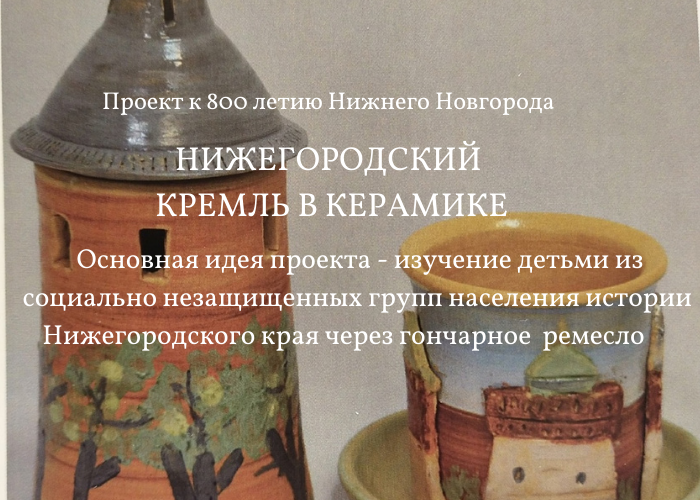 Проект к 800 летию Нижнего Новгорода
НИЖЕГОРОДСКИЙ
КРЕМЛЬ В КЕРАМИКЕ
Основная идея проекта - изучение детьми из
социально незащищенных групп населения истории
Нижегородского края через гончарное ремесло